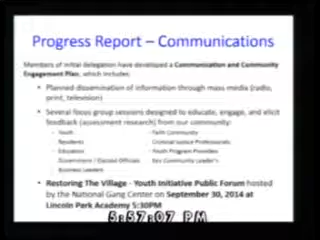 Progress Report – Communications
Members of initial delegation have developed a Communication and Community
Engagement Plan, which includes:
• Planned dissemination of information through mass media (radio,
print, television)
• Several focus group sessions designed to educate, engage, and elicit
feedback (assessment research) from our community:
- Youth - Faith Community
- Residents - Criminal Justice Professionals
- Educators - Youth Program Providers
- Government / Elected Officials - Key Community Leader's
- Business Leaders
• Restoring The Village - Youth Initiative Public Forum hosted
by the National Gang Center on September 30, 2014 at
Lincoln Park Academy 5:30PM
5:57:07 PM